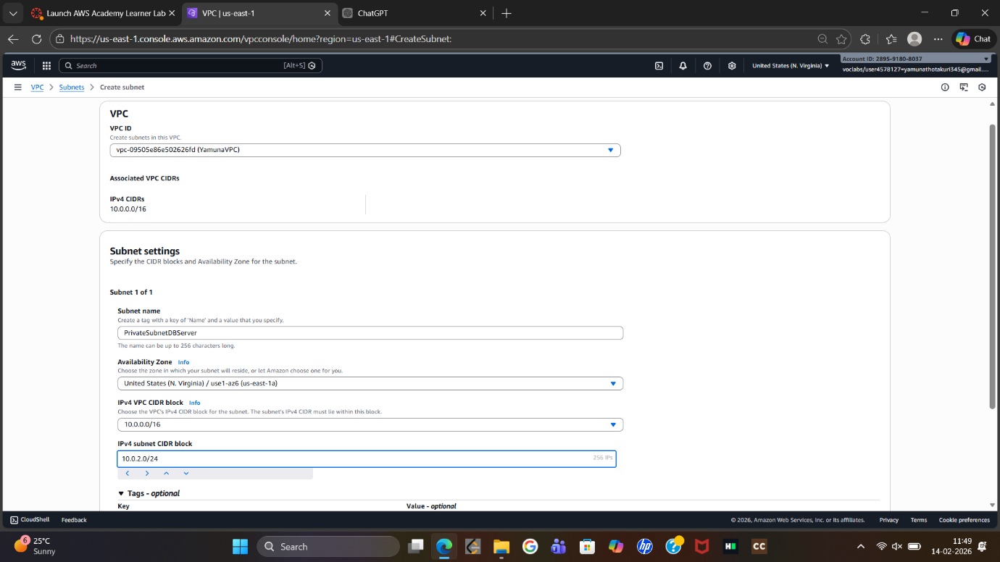 Launch AWS Academy Learner Lab
VPC | us-east-1
ChatGPT
https://us-east-1.console.aws.amazon.com/vpcconsole/home?region=us-east-1#CreateSubnet:
Chat
aws
Search
[Alt+S]
United States (N. Virginia)
Account ID: 2895-9180-8037
voclabs/user4578127=yamunathotakuri345@gmail....
VPC > Subnets > Create subnet
VPC
VPC ID
Create subnets in this VPC.
vpc-09505e86e502626fd (YamunaVPC)
Associated VPC CIDRs
IPv4 CIDRs
10.0.0.0/16
Subnet settings
Specify the CIDR blocks and Availability Zone for the subnet.
Subnet 1 of 1
Subnet name
Create a tag with a key of 'Name' and a value that you specify.
PrivateSubnetDBServer
The name can be up to 256 characters long.
Availability Zone Info
Choose the zone in which your subnet will reside, or let Amazon choose one for you.
United States (N. Virginia) / use1-az6 (us-east-1a)
IPv4 VPC CIDR block Info
Choose the VPC's IPv4 CIDR block for the subnet. The subnet's IPv4 CIDR must lie within this block.
10.0.0.0/16
IPv4 subnet CIDR block
10.0.2.0/24
256 IPs
Tags - optional
Key
Value - optional
CloudShell
Feedback
© 2026, Amazon Web Services, Inc. or its affiliates.
Privacy
Terms
Cookie preferences
6
25°C
Sunny
Search
hp
H
CC
11:49
14-02-2026